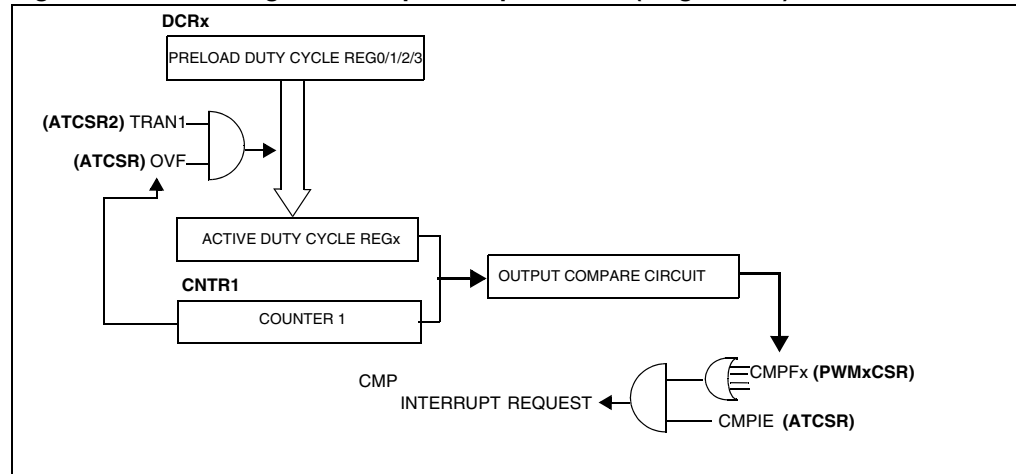 DCRx
PRELOAD DUTY CYCLE REG0/1/2/3
(ATCSR2) TRAN1
(ATCSR) OVF
ACTIVE DUTY CYCLE REGx
CNTR1
OUTPUT COMPARE CIRCUIT
COUNTER 1
CMPFx (PWMxCSR)
CMP
INTERRUPT REQUEST
CMPIE (ATCSR)